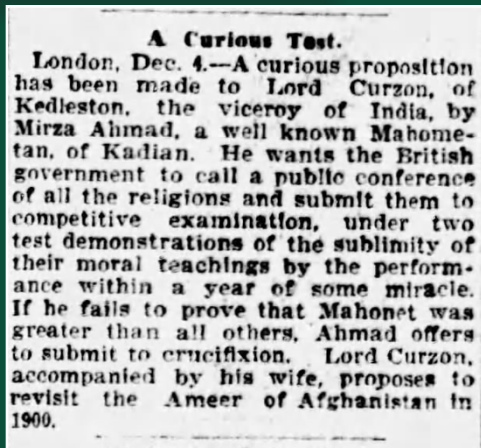 A Curious Test.
London, Dec. 4.—A curious proposition
has been made to Lord Curzon, of
Kedleston, the viceroy of India, by
Mirza Ahmad, a well known Mahome-
tan, of Kadian. He wants the British
government to call a public conference
of all the religions and submit them to
competitive examination, under two
test demonstrations of the sublimity of
their moral teachings by the perform-
ance within a year of some miracle.
If he fails to prove that Mahonet was
greater than all others, Ahmad offers
to submit to crucifixion. Lord Curzon,
accompanied by his wife, proposes to
revisit the Ameer of Afghanistan in
1900.